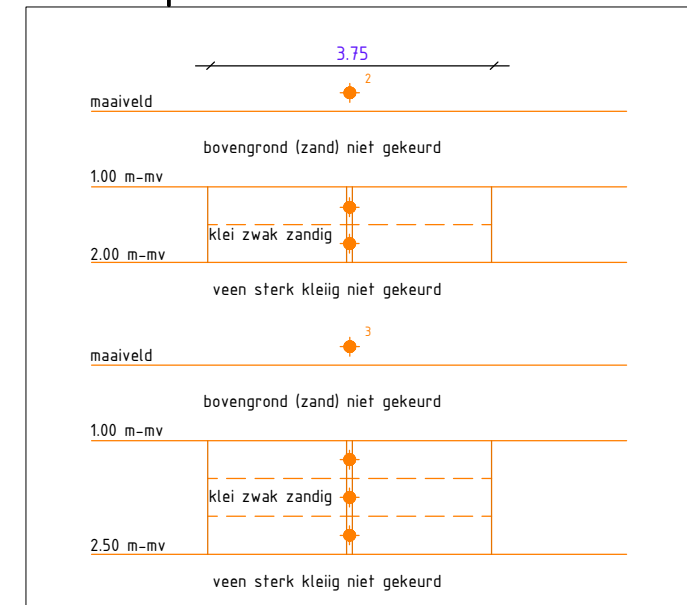 3.75
2
maaiveld
bovengrond (zand) niet gekeurd
1.00 m-mv
klei zwak zandig
2.00 m-mv
veen sterk kleiig niet gekeurd
3
maaiveld
bovengrond (zand) niet gekeurd
1.00 m-mv
klei zwak zandig
2.50 m-mv
veen sterk kleiig niet gekeurd